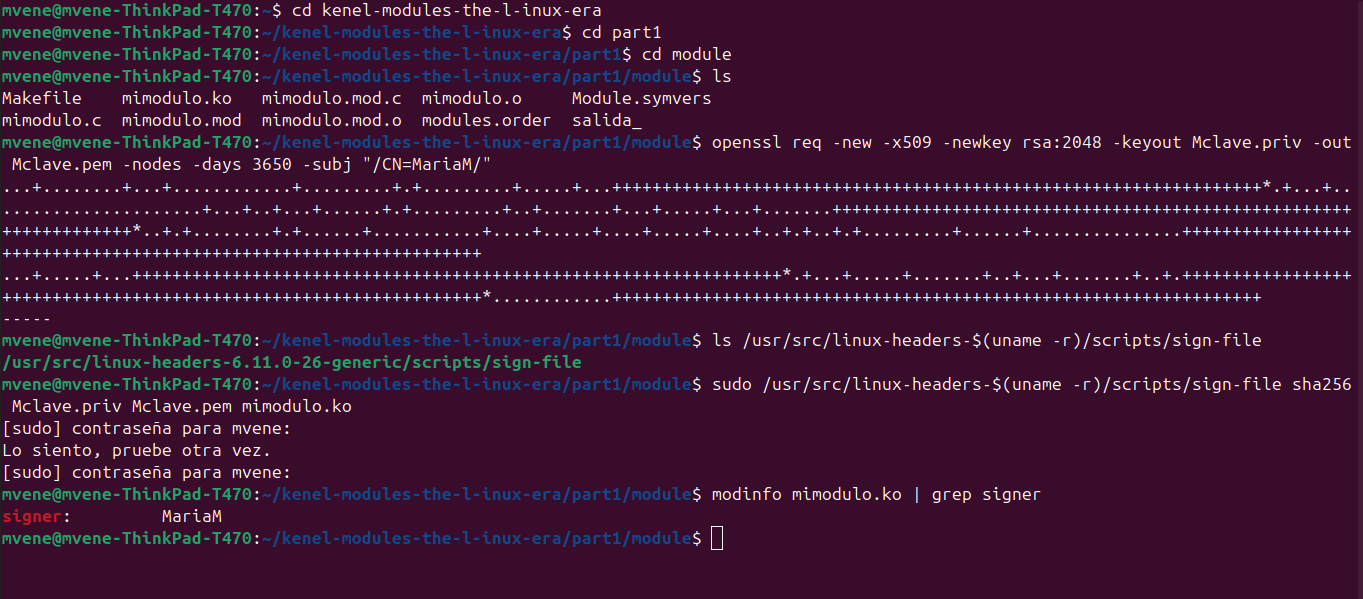 mvene@mvene-ThinkPad-T470:~$ cd kenel-modules-the-l-inux-era
mvene@mvene-ThinkPad-T470:~/kenel-modules-the-l-inux-era$ cd part1
mvene@mvene-ThinkPad-T470:~/kenel-modules-the-l-inux-era/part1$ cd module
mvene@mvene-ThinkPad-T470:~/kenel-modules-the-l-inux-era/part1/module$ ls
Makefile    mimodulo.ko   mimodulo.mod.c  mimodulo.o     Module.symvers
mimodulo.c  mimodulo.mod  mimodulo.mod.o  modules.order  salida_
mvene@mvene-ThinkPad-T470:~/kenel-modules-the-l-inux-era/part1/module$ openssl req -new -x509 -newkey rsa:2048 -keyout Mclave.priv -out
 Mclave.pem -nodes -days 3650 -subj "/CN=MariaM/"
-----
mvene@mvene-ThinkPad-T470:~/kenel-modules-the-l-inux-era/part1/module$ ls /usr/src/linux-headers-$(uname -r)/scripts/sign-file
/usr/src/linux-headers-6.11.0-26-generic/scripts/sign-file
mvene@mvene-ThinkPad-T470:~/kenel-modules-the-l-inux-era/part1/module$ sudo /usr/src/linux-headers-$(uname -r)/scripts/sign-file sha256
 Mclave.priv Mclave.pem mimodulo.ko
[sudo] contraseña para mvene:
Lo siento, pruebe otra vez.
[sudo] contraseña para mvene:
mvene@mvene-ThinkPad-T470:~/kenel-modules-the-l-inux-era/part1/module$ modinfo mimodulo.ko | grep signer
signer:         MariaM
mvene@mvene-ThinkPad-T470:~/kenel-modules-the-l-inux-era/part1/module$